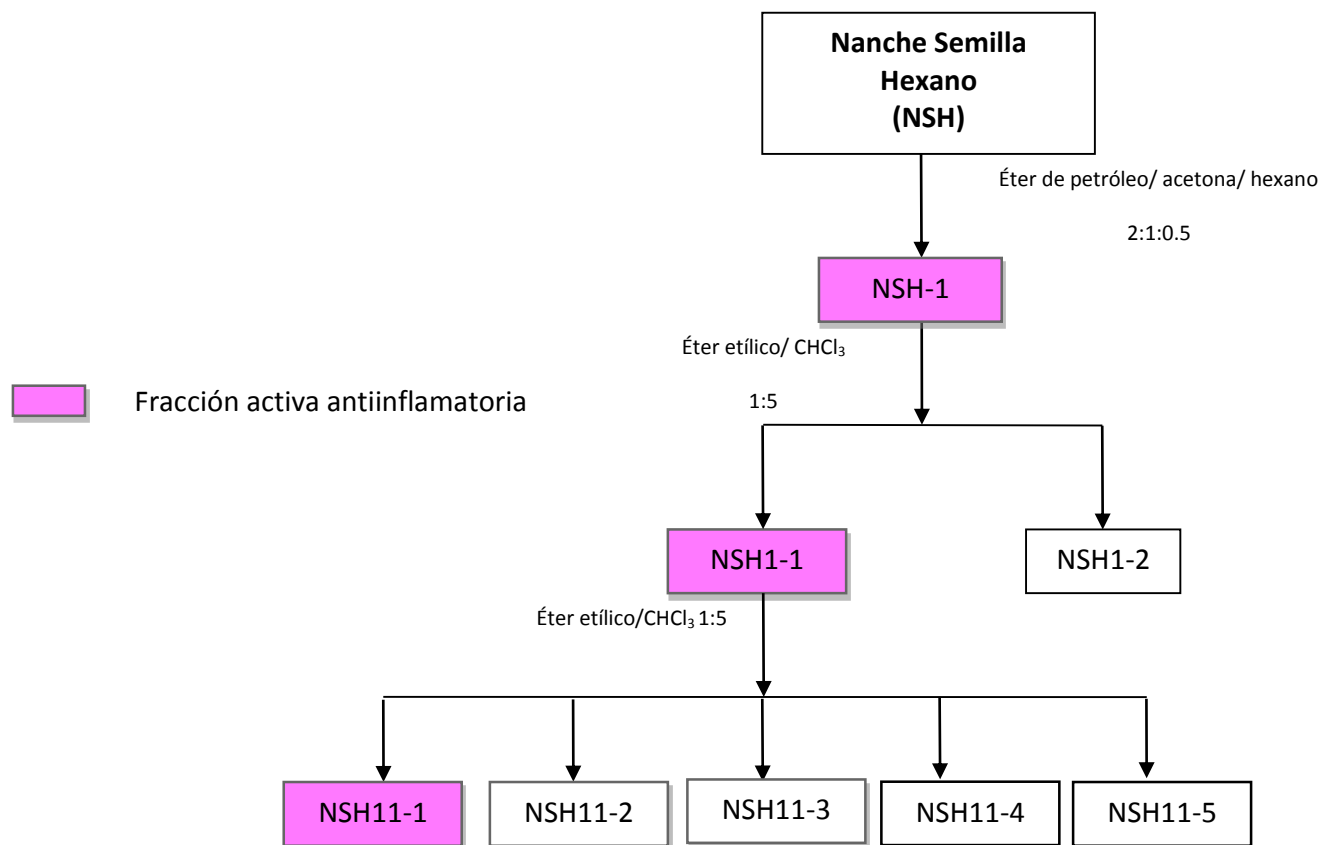 Nanche Semilla
Hexano
(NSH)
Éter de petróleo/ acetona/ hexano
2:1:0.5
NSH-1
Éter etílico/ CHCl₃
1:5
Fracción activa antiinflamatoria
NSH1-1
NSH1-2
Éter etílico/CHCl₃ 1:5
NSH11-1
NSH11-2
NSH11-3
NSH11-4
NSH11-5